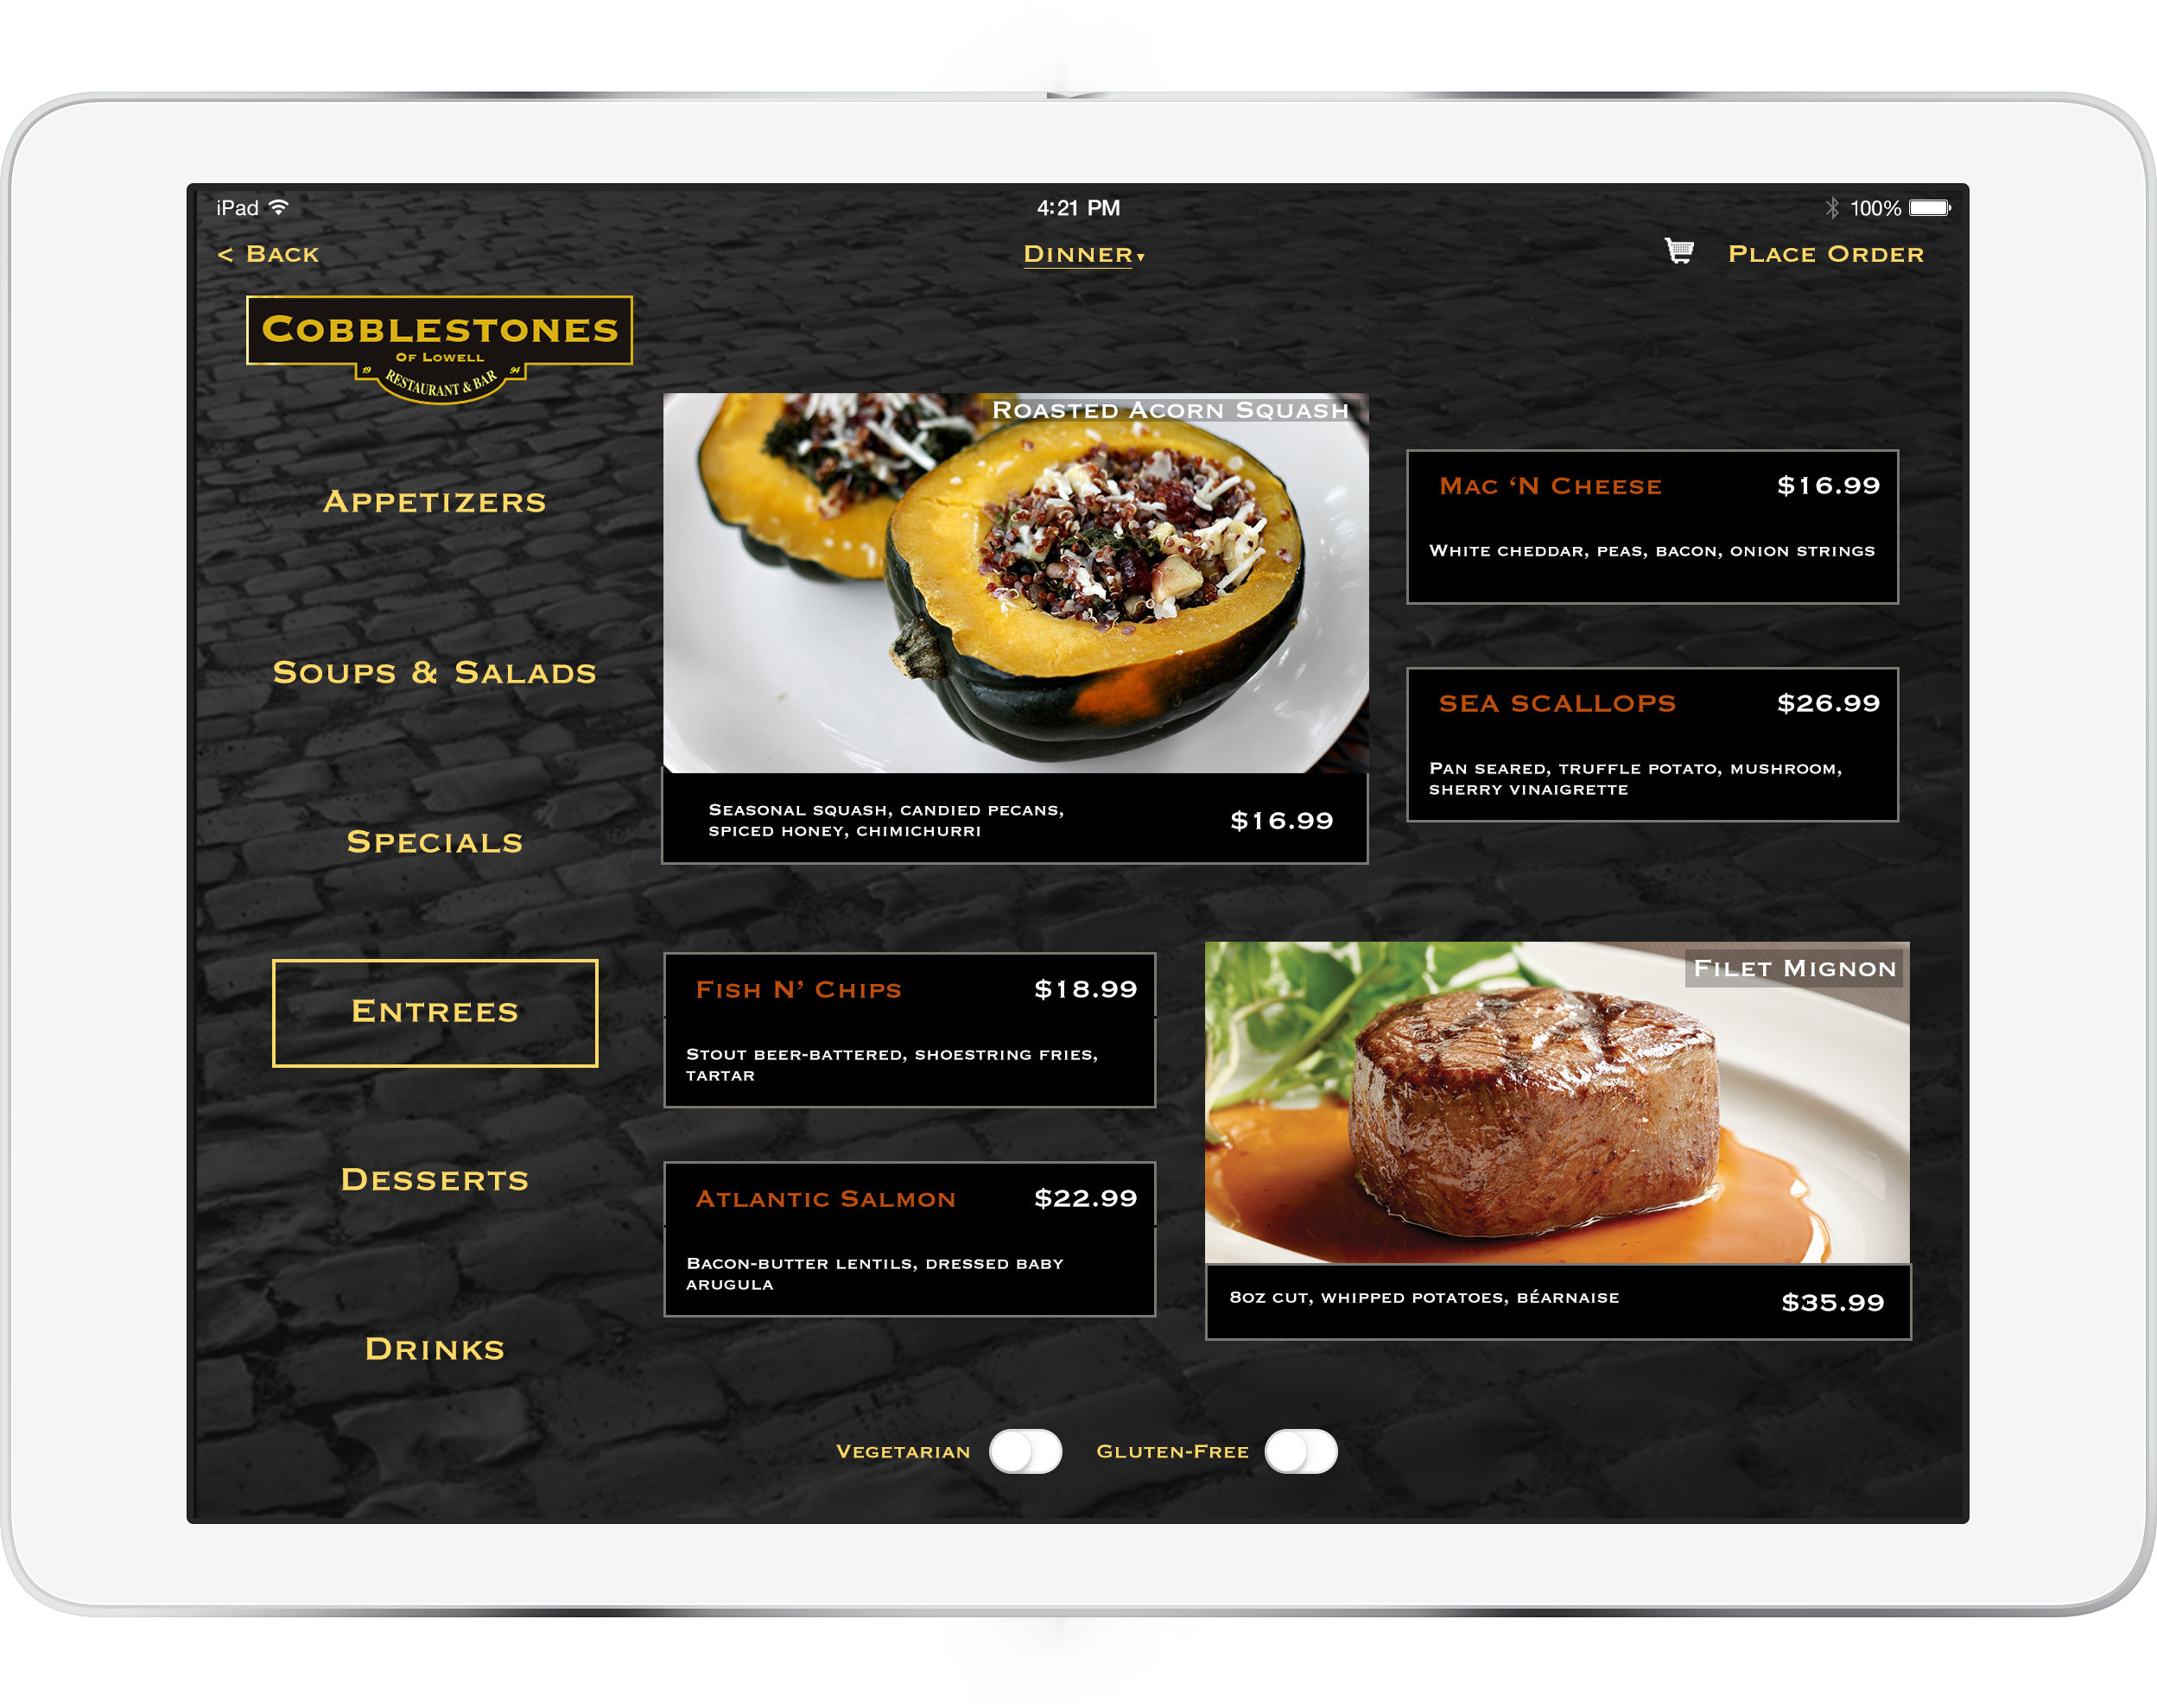 iPad
4:21 PM
100%
< Back
Dinner▾
Place Order
Cobblestones
Of Lowell
19 Restaurant & Bar 94
Appetizers
Soups & Salads
Specials
Entrees
Desserts
Drinks
Roasted Acorn Squash
Seasonal squash, candied pecans,
spiced honey, chimichurri
$16.99
Mac ‘N Cheese $16.99
White cheddar, peas, bacon, onion strings
SEA SCALLOPS $26.99
Pan seared, truffle potato, mushroom,
sherry vinaigrette
Fish N’ Chips $18.99
Stout beer-battered, shoestring fries,
tartar
Atlantic Salmon $22.99
Bacon-butter lentils, dressed baby
arugula
Filet Mignon
8oz cut, whipped potatoes, béarnaise
$35.99
Vegetarian
Gluten-Free